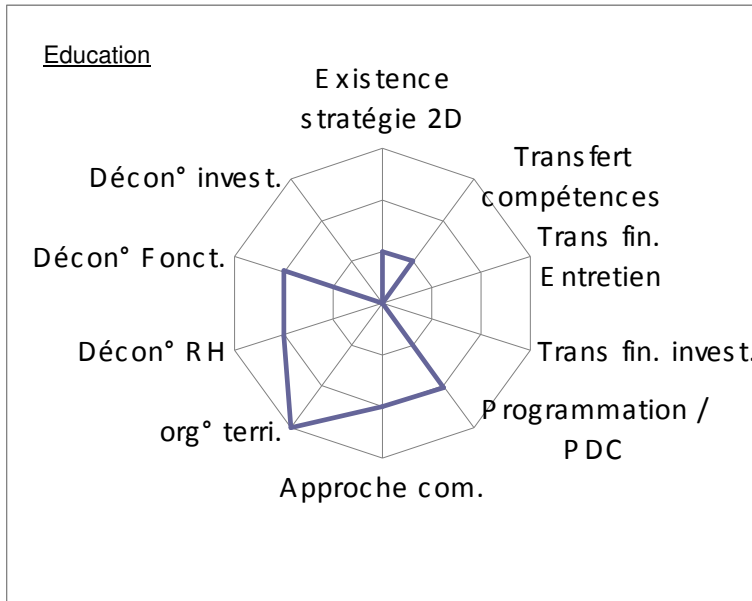 Education
Existence
stratégie 2D
Transfert
compétences
Trans fin.
Entretien
Trans fin. invest.
Programmation /
PDC
Approche com.
org° terri.
Décon° RH
Décon° Fonct.
Décon° invest.